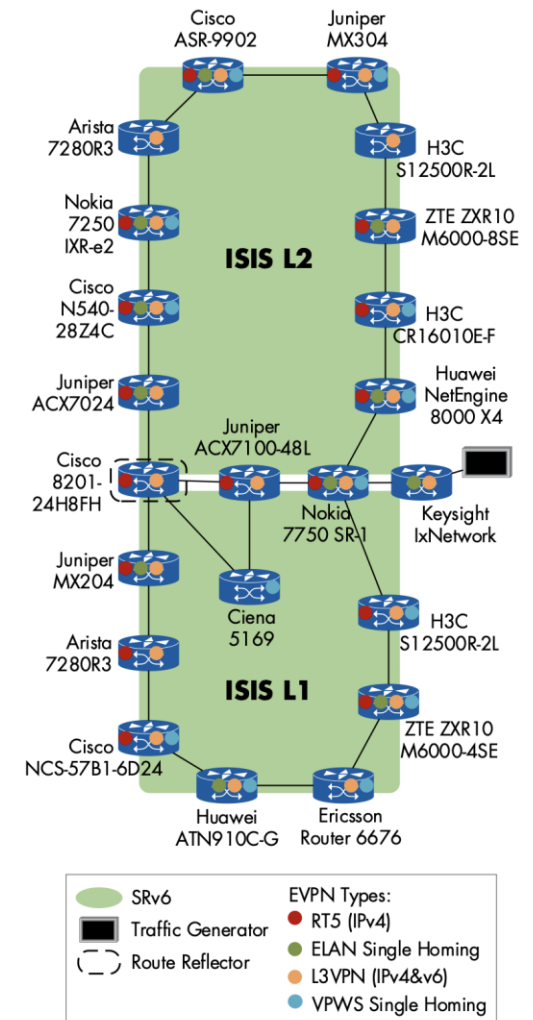 Cisco
ASR-9902
Juniper
MX304
Arista
7280R3
H3C
S12500R-2L
Nokia
7250
IXR-e2
ZTE ZXR10
M6000-8SE
ISIS L2
Cisco
N540-
28Z4C
H3C
CR16010E-F
Juniper
ACX7024
Huawei
NetEngine
8000 X4
Juniper
ACX7100-48L
Cisco
8201-
24H8FH
Nokia
7750 SR-1
Keysight
IxNetwork
Juniper
MX204
Ciena
5169
H3C
S12500R-2L
Arista
7280R3
ISIS L1
ZTE ZXR10
M6000-4SE
Cisco
NCS-57B1-6D24
Huawei
ATN910C-G
Ericsson
Router 6676
SRv6
Traffic Generator
Route Reflector
EVPN Types:
RT5 (IPv4)
ELAN Single Homing
L3VPN (IPv4&v6)
VPWS Single Homing